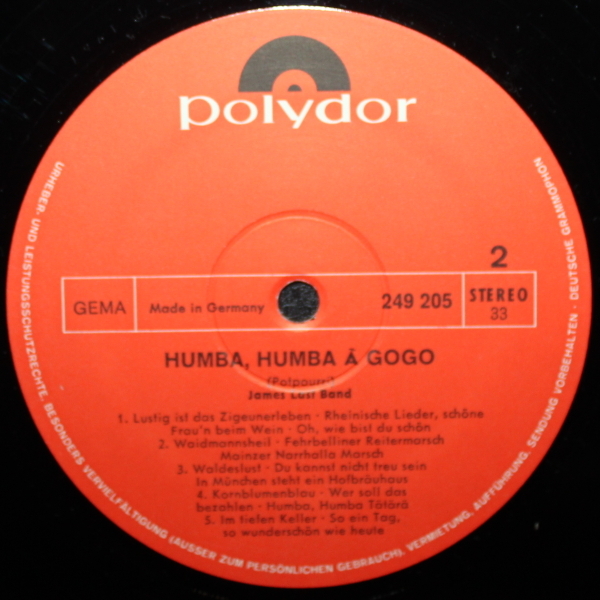 polydor
2
GEMA
Made in Germany
249 205
STEREO
33
HUMBA, HUMBA À GOGO
(Potpourri)
James Last Band
1. Lustig ist das Zigeunerleben · Rheinische Lieder, schöne
Frau'n beim Wein · Oh, wie bist du schön
2. Waidmannsheil · Fehrbelliner Reitermarsch
Mainzer Narrhalla Marsch
3. Waldeslust · Du kannst nicht treu sein
In München steht ein Hofbräuhaus
4. Kornblumenblau · Wer soll das
bezahlen · Humba, Humba Tätärä
5. Im tiefen Keller · So ein Tag,
so wunderschön wie heute
URHEBER- UND LEISTUNGSSCHUTZRECHTE, BESONDERS VERVIELFÄLTIGUNG (AUSSER ZUM PERSÖNLICHEN GEBRAUCH), VERMIETUNG, AUFFÜHRUNG, SENDUNG VORBEHALTEN · DEUTSCHE GRAMMOPHON